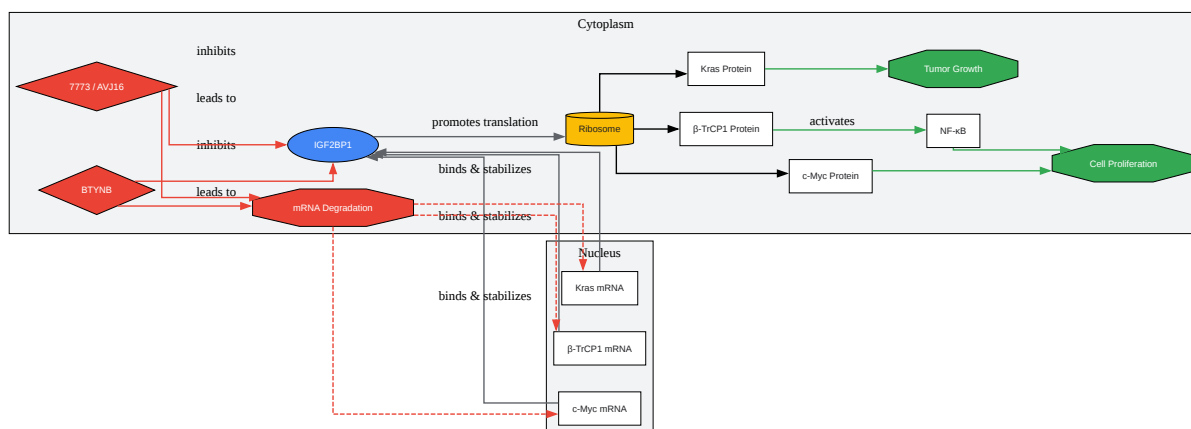 Cytoplasm
inhibits
Kras Protein
Tumor Growth
7773 / AVJ16
leads to
promotes translation
Ribosome
β-TrCP1 Protein
activates
NF-κB
inhibits
IGF2BP1
binds & stabilizes
c-Myc Protein
Cell Proliferation
BTYNB
leads to
mRNA Degradation
binds & stabilizes
Nucleus
Kras mRNA
binds & stabilizes
β-TrCP1 mRNA
c-Myc mRNA